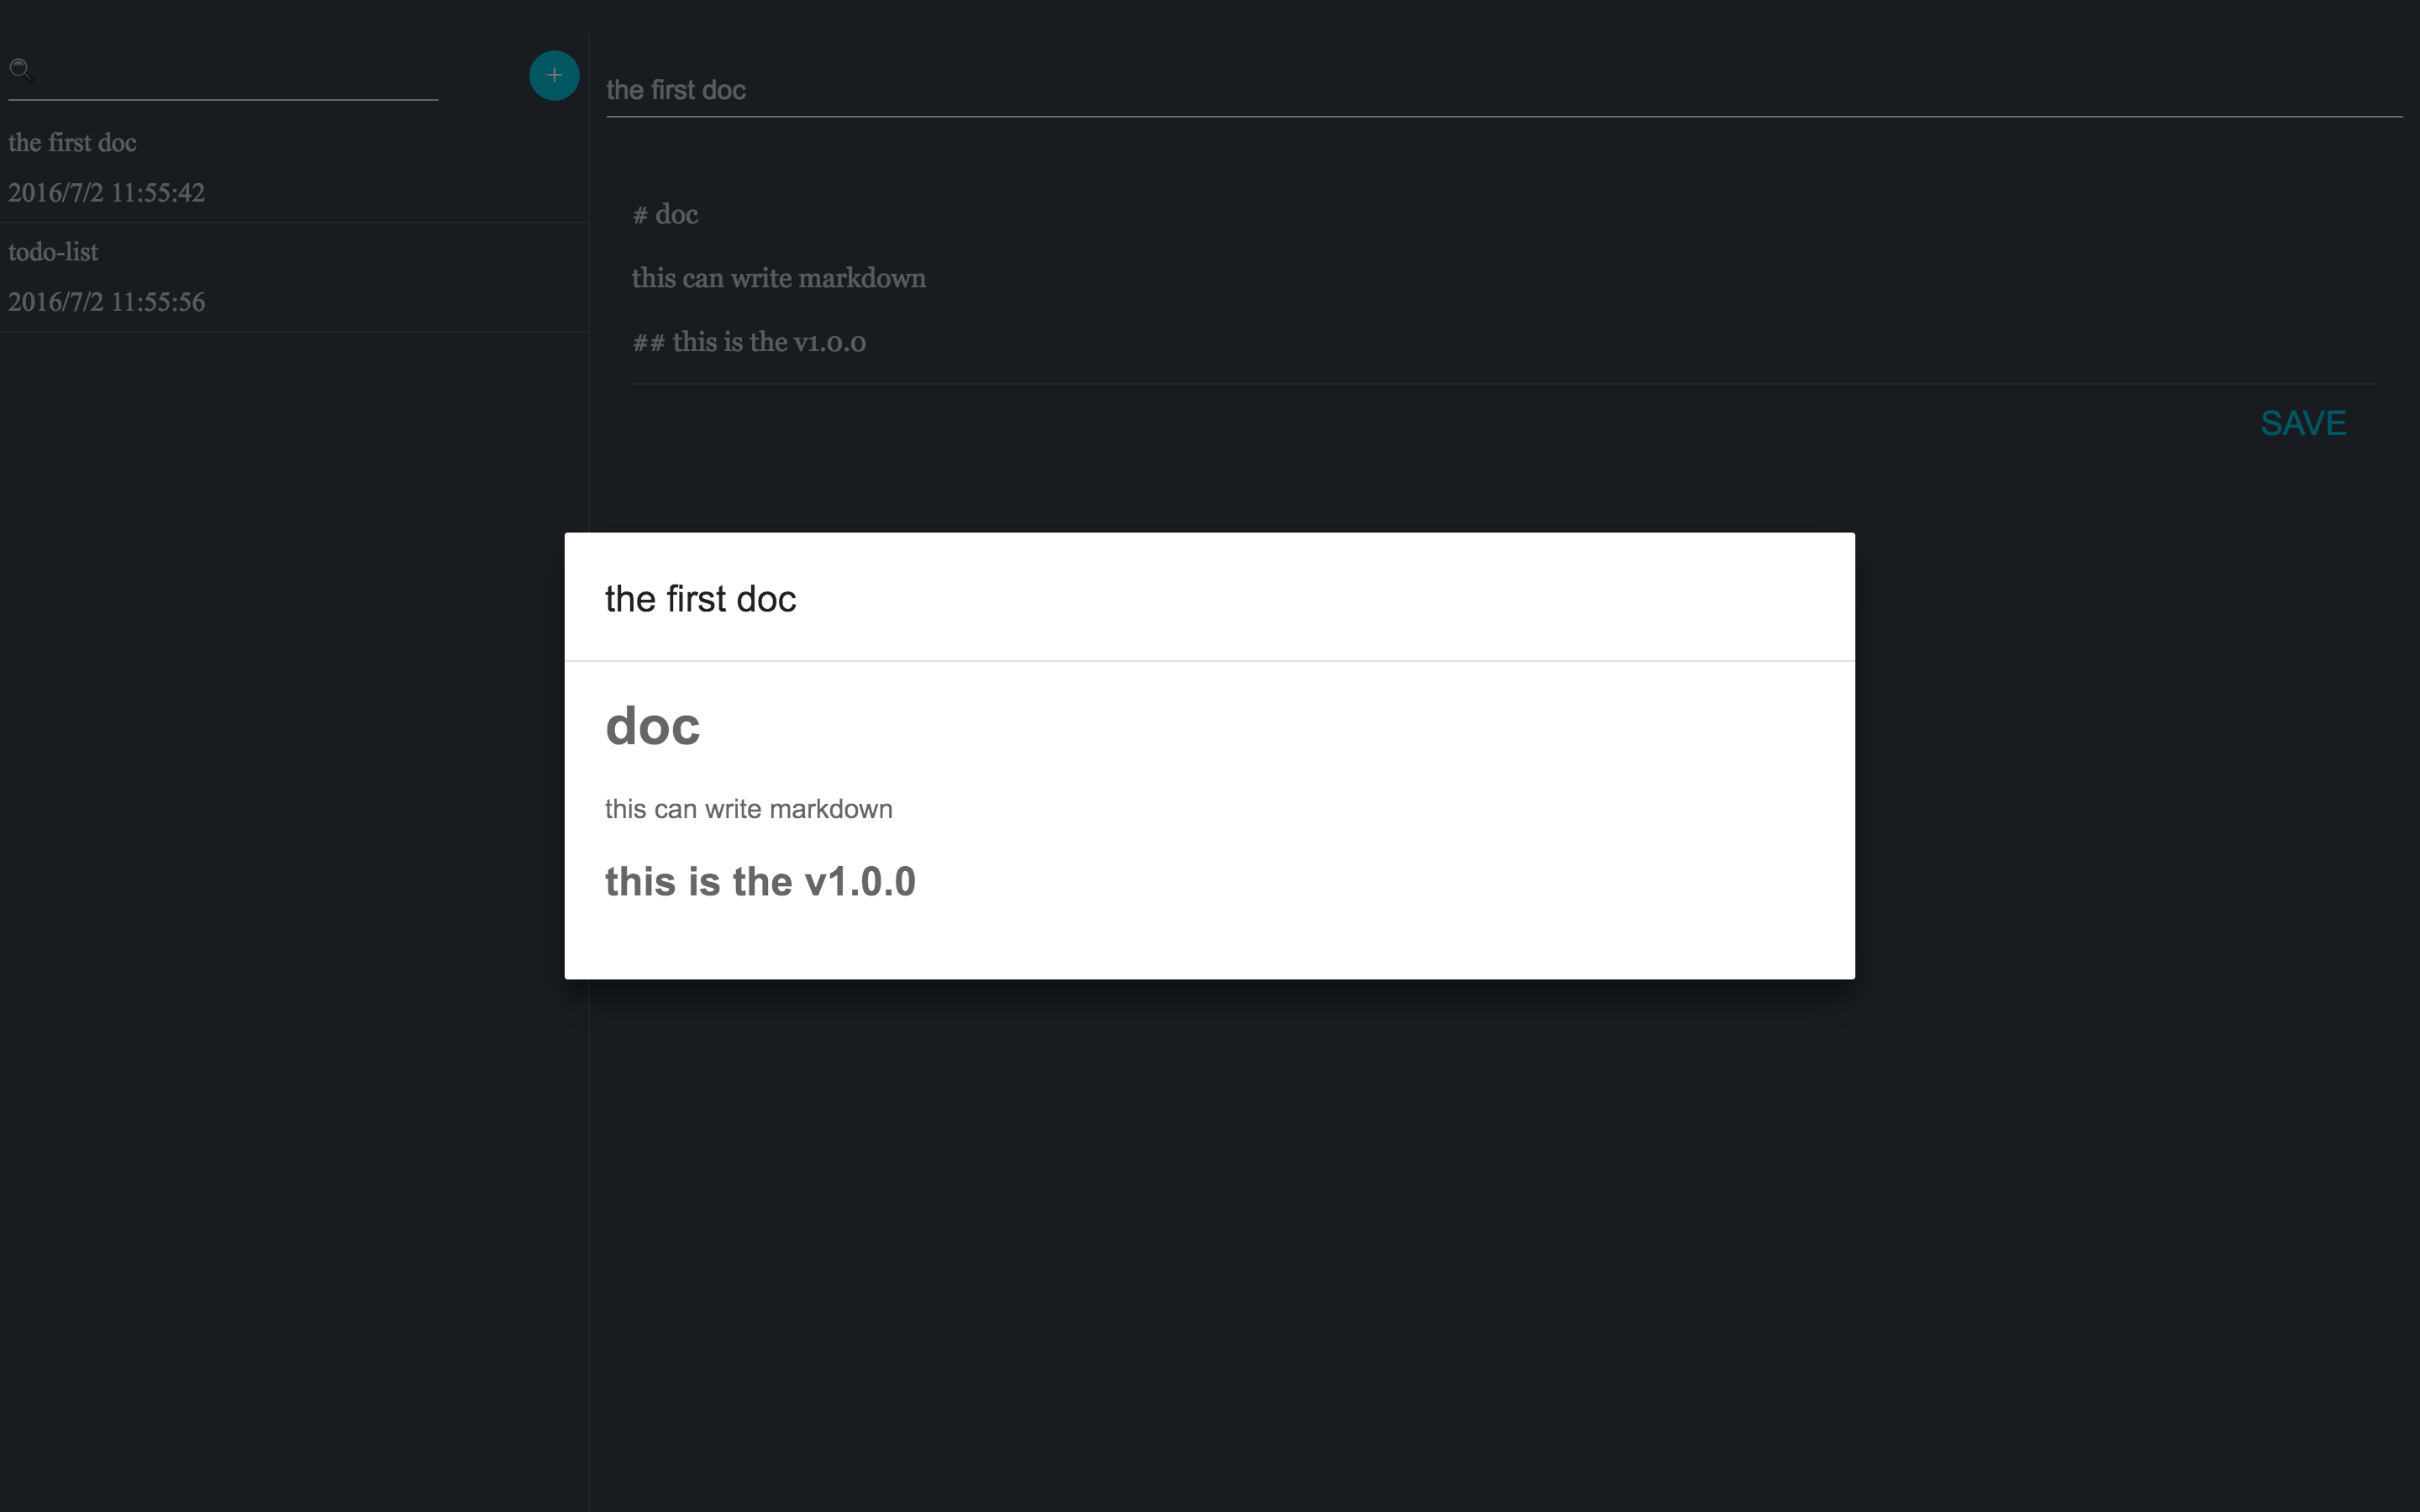 +
the first doc
2016/7/2 11:55:42
todo-list
2016/7/2 11:55:56
the first doc
# doc
this can write markdown
## this is the v1.0.0
SAVE
the first doc
doc
this can write markdown
this is the v1.0.0